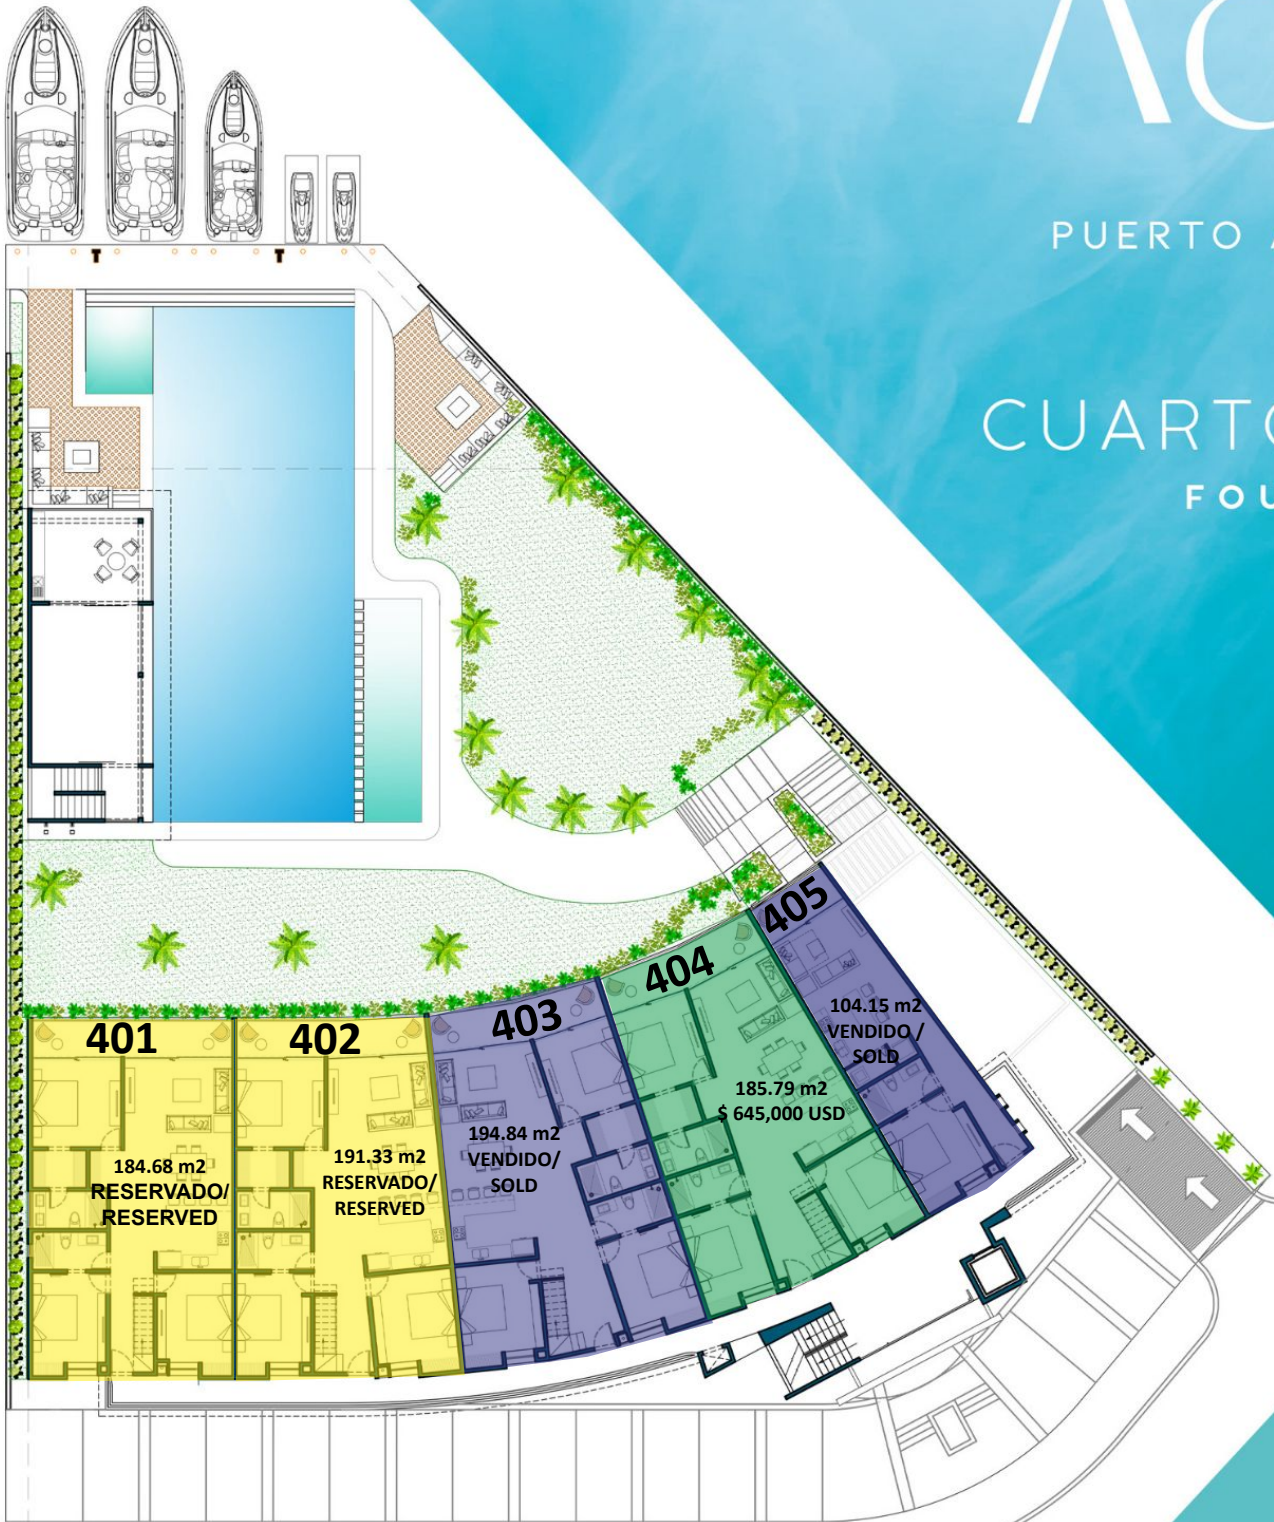 PUERTO
CUARTO
401
402
403
404
405
184.68 m2
RESERVADO/
RESERVED
191.33 m2
RESERVADO/
RESERVED
194.84 m2
VENDIDO/
SOLD
185.79 m2
$ 645,000 USD
104.15 m2
VENDIDO /
SOLD